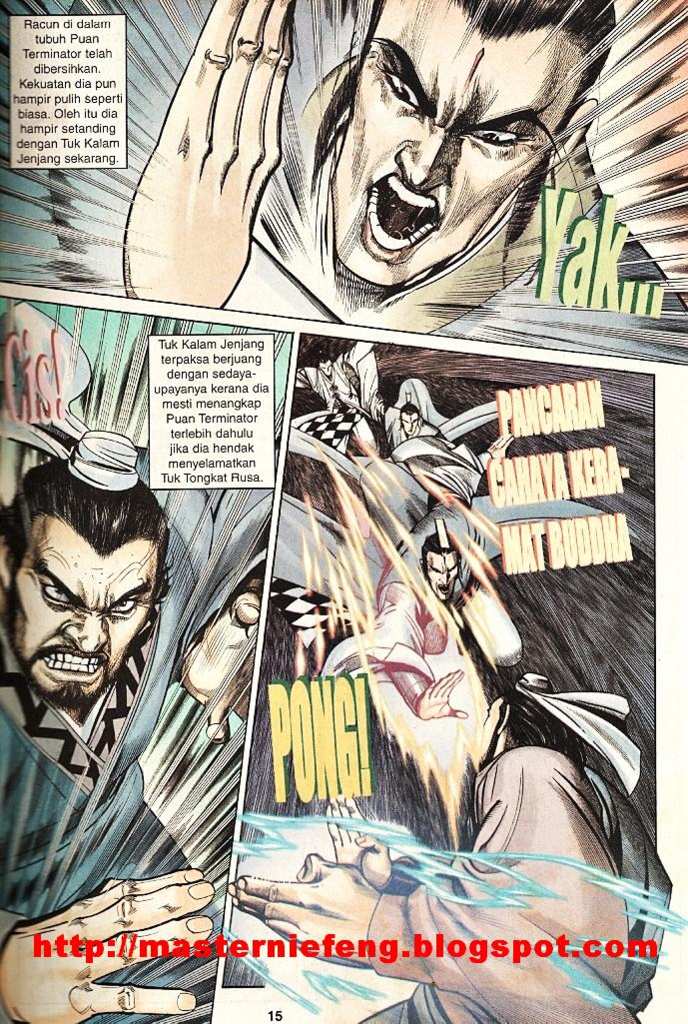 Racun di dalam
tubuh Puan
Terminator telah
dibersihkan.
Kekuatan dia pun
hampir pulih seperti
biasa. Oleh itu dia
hampir setanding
dengan Tuk Kalam
Jenjang sekarang.
Yak,,,
Cis!
Tuk Kalam Jenjang
terpaksa berjuang
dengan sedaya-
upayanya kerana dia
mesti menangkap
Puan Terminator
terlebih dahulu
jika dia hendak
menyelamatkan
Tuk Tongkat Rusa.
PANCARAN
CAHAYA KERA-
MAT BUDDHA
PONG!
http://masterniefeng.blogspot.com
15